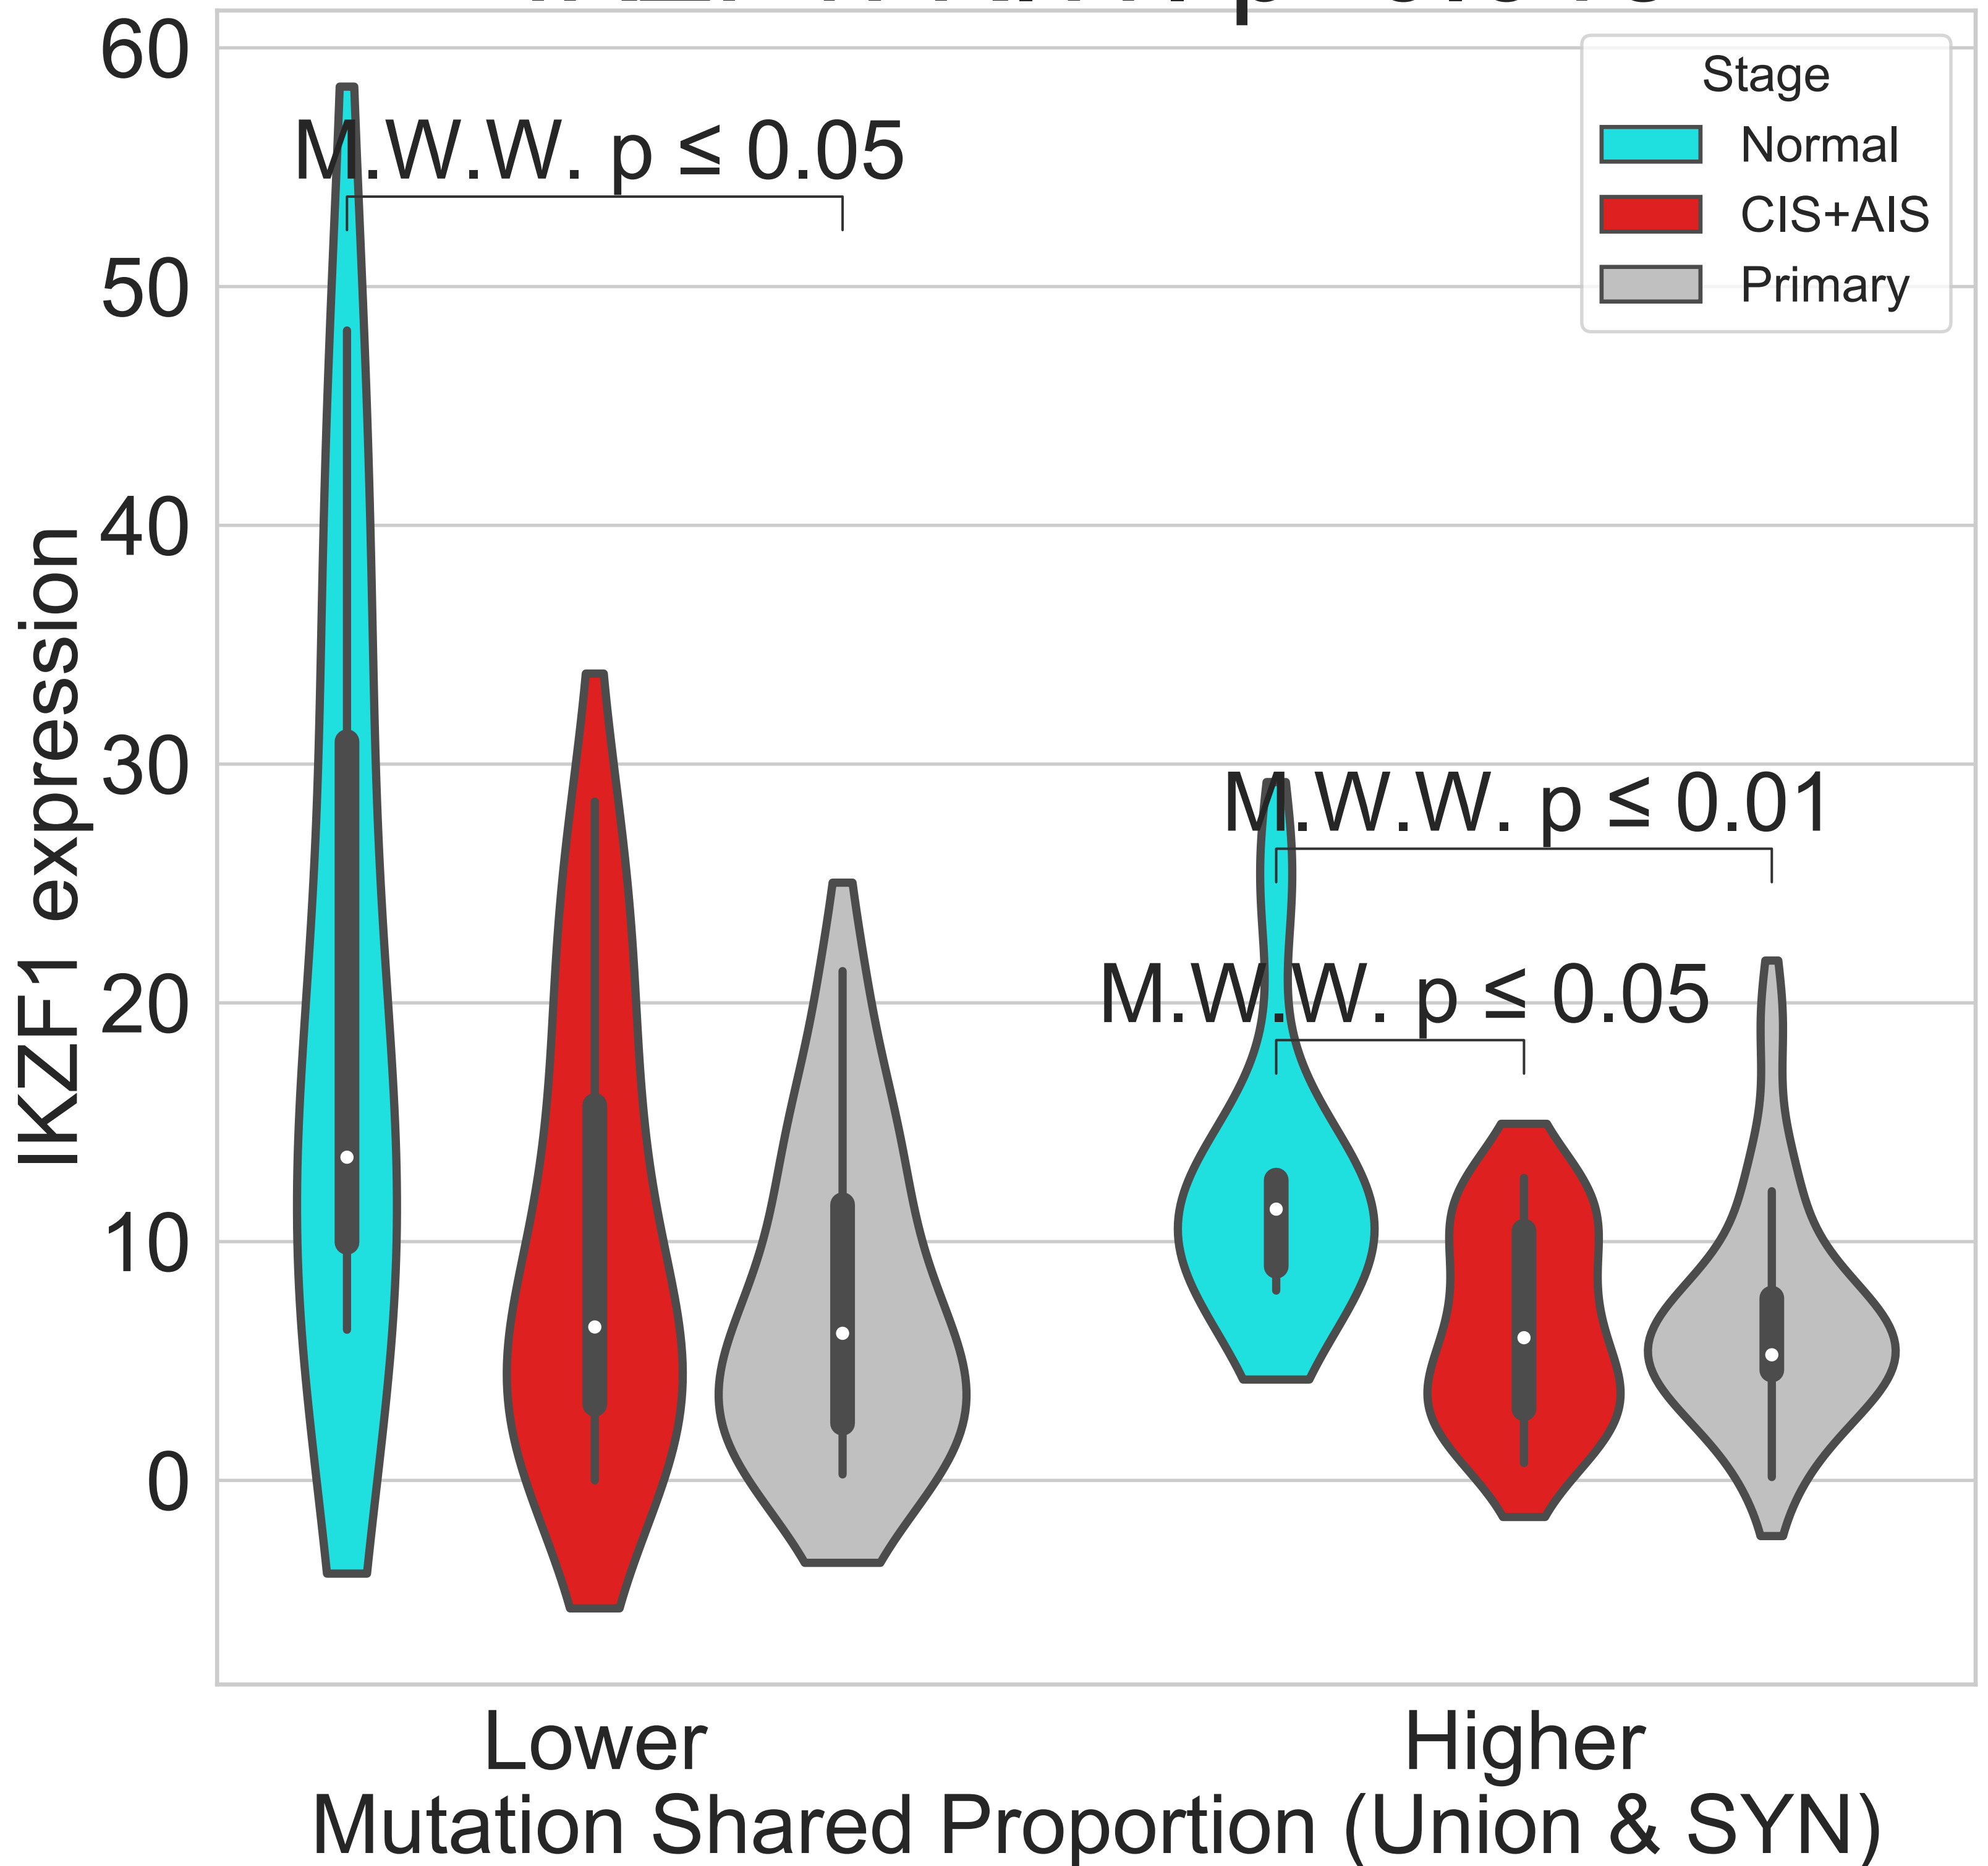 60
50
40
30
20
10
0
IKZF1 expression
M.W.W. p ≤ 0.05
M.W.W. p ≤ 0.01
M.W.W. p ≤ 0.05
Stage
Normal
CIS+AIS
Primary
Lower
Higher
Mutation Shared Proportion (Union & SYN)